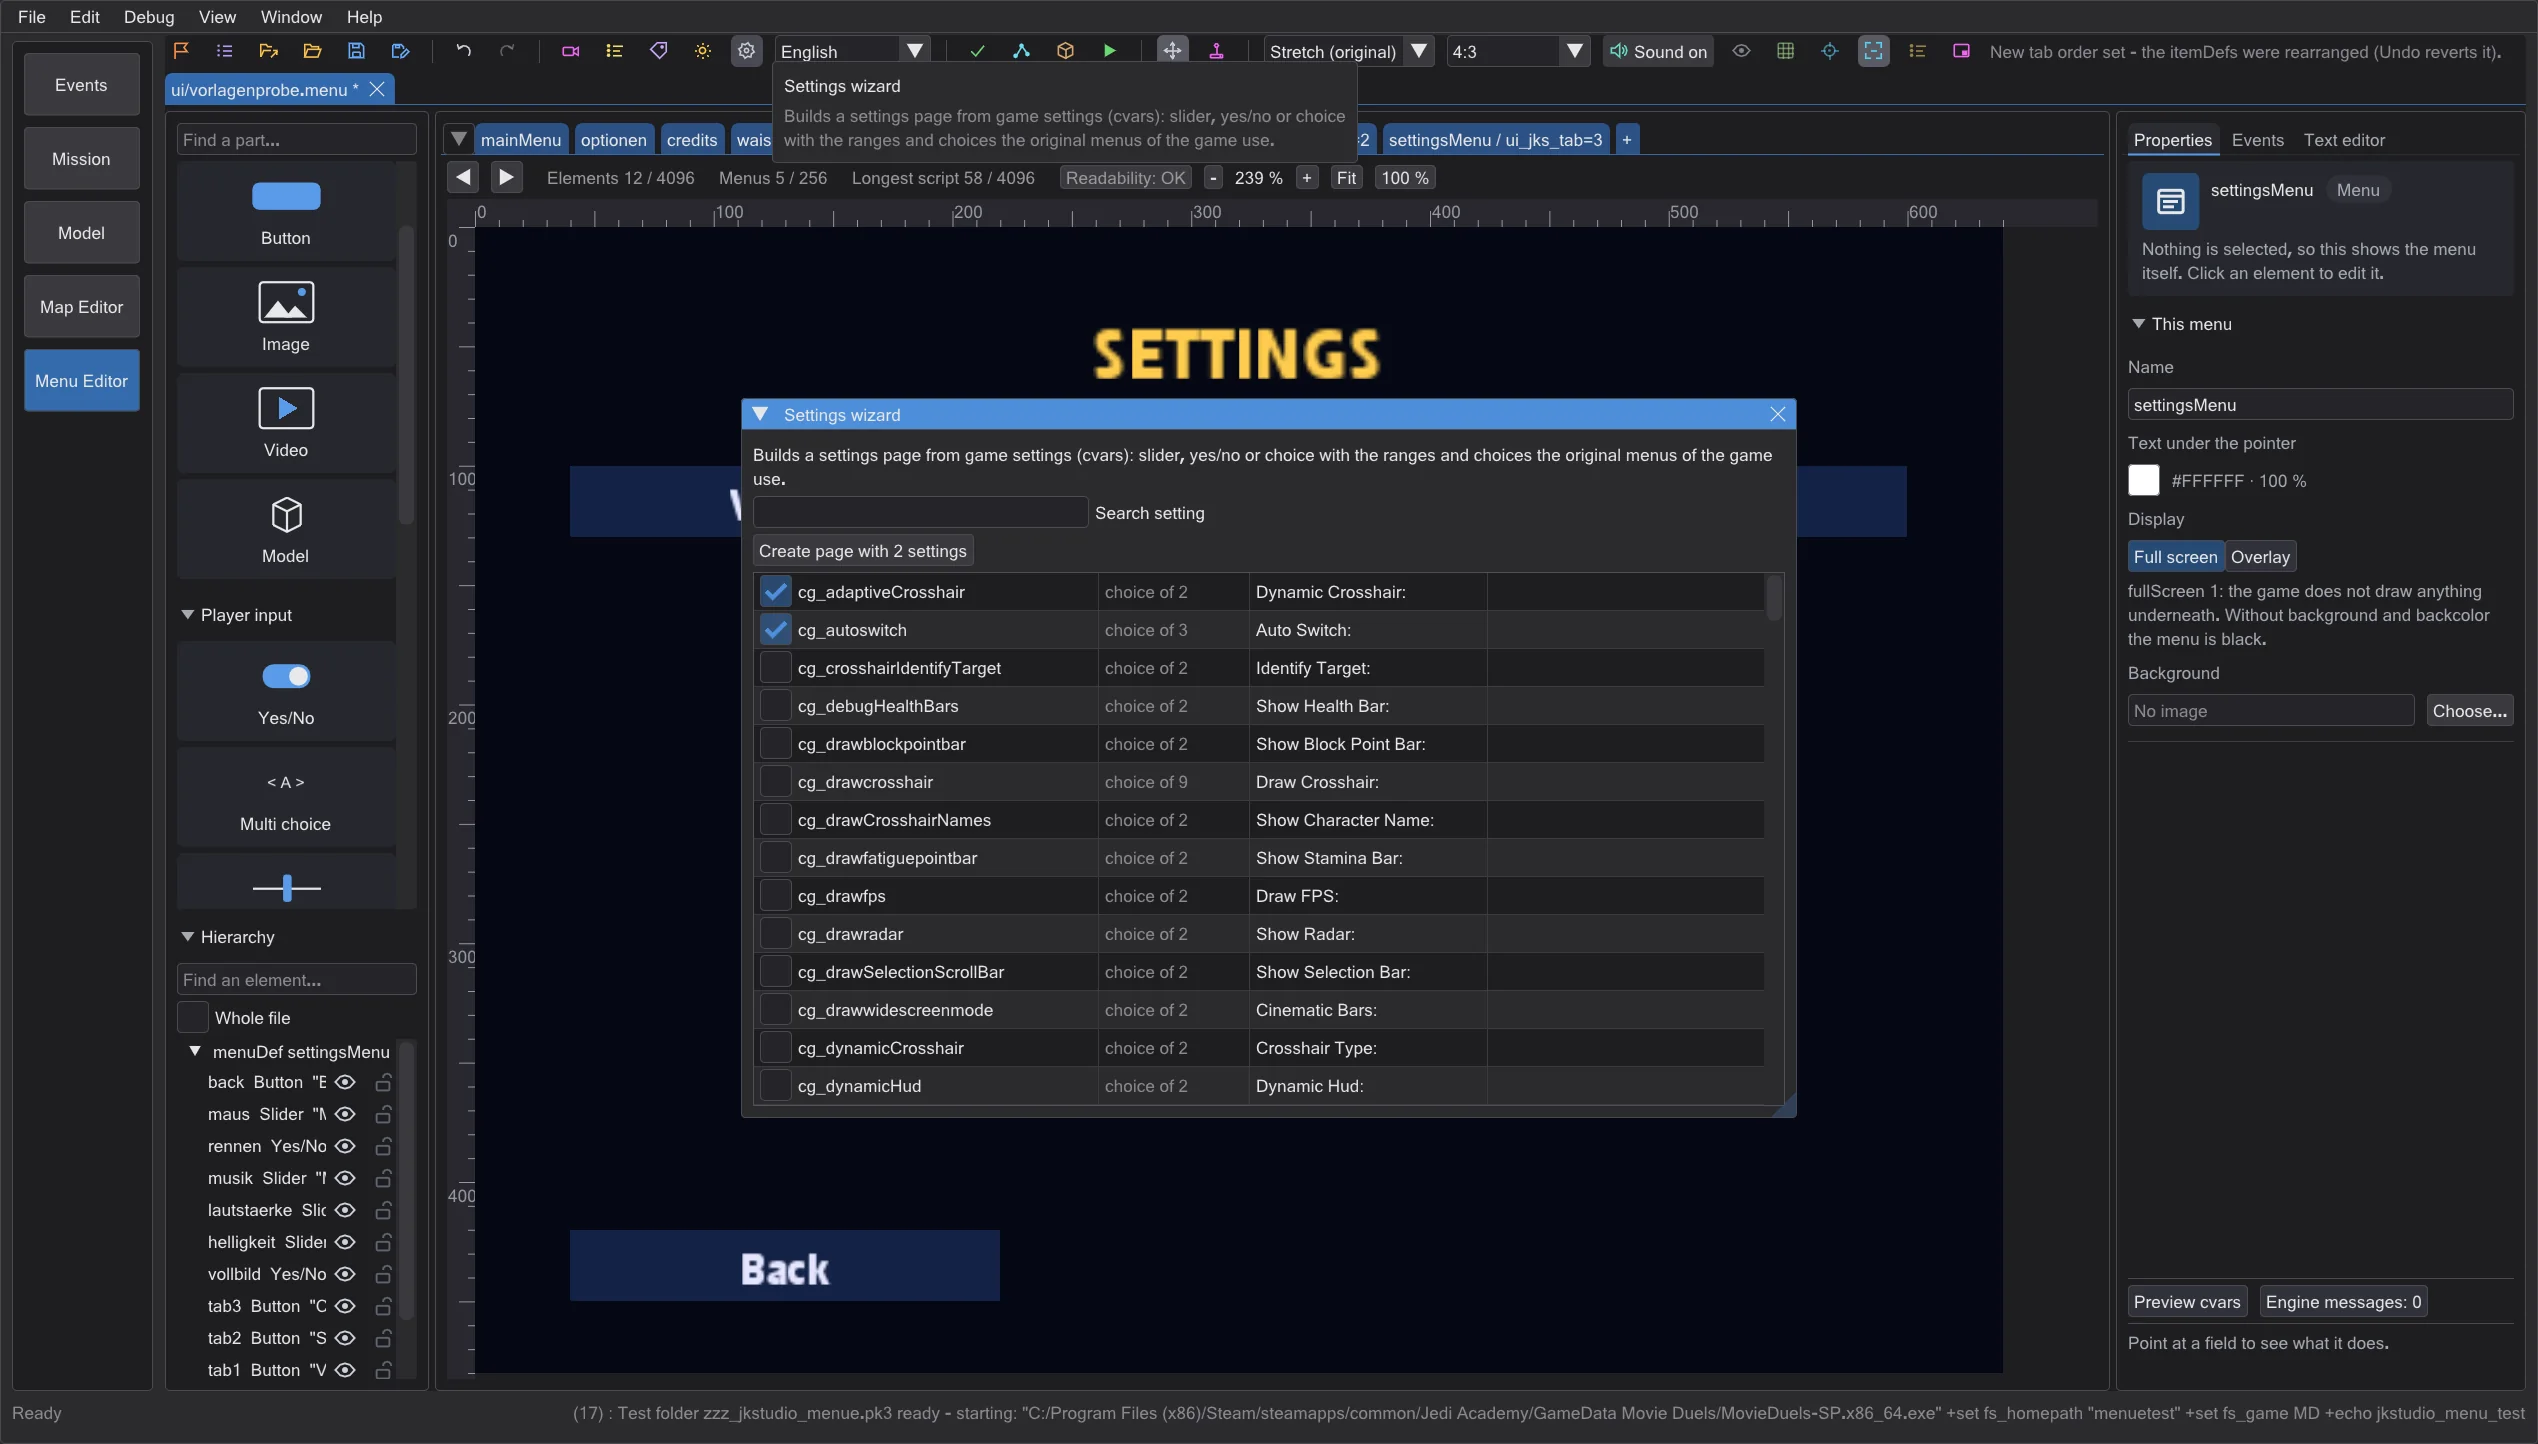 File Edit Debug View Window Help
English
Stretch (original)
4:3
Sound on
New tab order set - the itemDefs were rearranged (Undo reverts it).
Events
Mission
Model
Map Editor
Menu Editor
ui/vorlagenprobe.menu *
Settings wizard
Builds a settings page from game settings (cvars): slider, yes/no or choice
with the ranges and choices the original menus of the game use.
Find a part...
Button
Image
Video
Model
Player input
Yes/No
< A >
Multi choice
Hierarchy
Find an element...
Whole file
menuDef settingsMenu
back Button
maus Slider
rennen Yes/No
musik Slider
lautstaerke
helligkeit Slider
vollbild Yes/No
tab3 Button
tab2 Button
tab1 Button
mainMenu optionen credits settingsMenu / ui_jks_tab=3 +
Elements 12 / 4096 Menus 5 / 256 Longest script 58 / 4096 Readability: OK - 239 % + Fit 100 %
0 100 200 300 400 500 600
0
100
200
300
400
SETTINGS
Settings wizard
Builds a settings page from game settings (cvars): slider, yes/no or choice with the ranges and choices the original menus of the game
use.
Search setting
Create page with 2 settings
cg_adaptiveCrosshair choice of 2 Dynamic Crosshair:
cg_autoswitch choice of 3 Auto Switch:
cg_crosshairIdentifyTarget choice of 2 Identify Target:
cg_debugHealthBars choice of 2 Show Health Bar:
cg_drawblockpointbar choice of 2 Show Block Point Bar:
cg_drawcrosshair choice of 9 Draw Crosshair:
cg_drawCrosshairNames choice of 2 Show Character Name:
cg_drawfatiguepointbar choice of 2 Show Stamina Bar:
cg_drawfps choice of 2 Draw FPS:
cg_drawradar choice of 2 Show Radar:
cg_drawSelectionScrollBar choice of 2 Show Selection Bar:
cg_drawwidescreenmode choice of 2 Cinematic Bars:
cg_dynamicCrosshair choice of 2 Crosshair Type:
cg_dynamicHud choice of 2 Dynamic Hud:
Back
Properties Events Text editor
settingsMenu Menu
Nothing is selected, so this shows the menu
itself. Click an element to edit it.
This menu
Name
settingsMenu
Text under the pointer
#FFFFFF · 100 %
Display
Full screen Overlay
fullScreen 1: the game does not draw anything
underneath. Without background and backcolor
the menu is black.
Background
No image Choose...
Preview cvars Engine messages: 0
Point at a field to see what it does.
Ready
(17) : Test folder zzz_jkstudio_menue.pk3 ready - starting: "C:/Program Files (x86)/Steam/steamapps/common/Jedi Academy/GameData Movie Duels/MovieDuels-SP.x86_64.exe" +set fs_homepath "menuetest" +set fs_game MD +echo jkstudio_menu_test